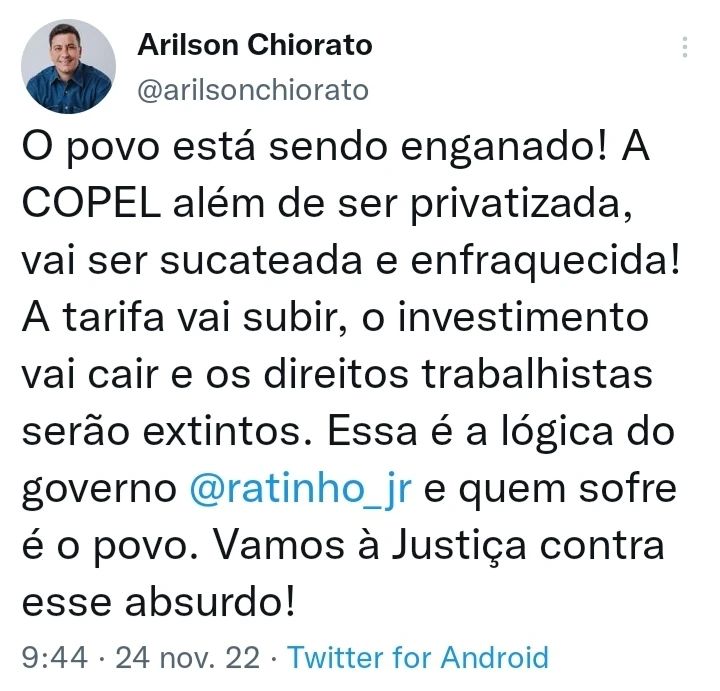 Arilson Chiorato
@arilsonchiorato
O povo está sendo enganado! A
COPEL além de ser privatizada,
vai ser sucateada e enfraquecida!
A tarifa vai subir, o investimento
vai cair e os direitos trabalhistas
serão extintos. Essa é a lógica do
governo @ratinho_jr e quem sofre
é o povo. Vamos à Justiça contra
esse absurdo!
9:44 · 24 nov. 22 · Twitter for Android